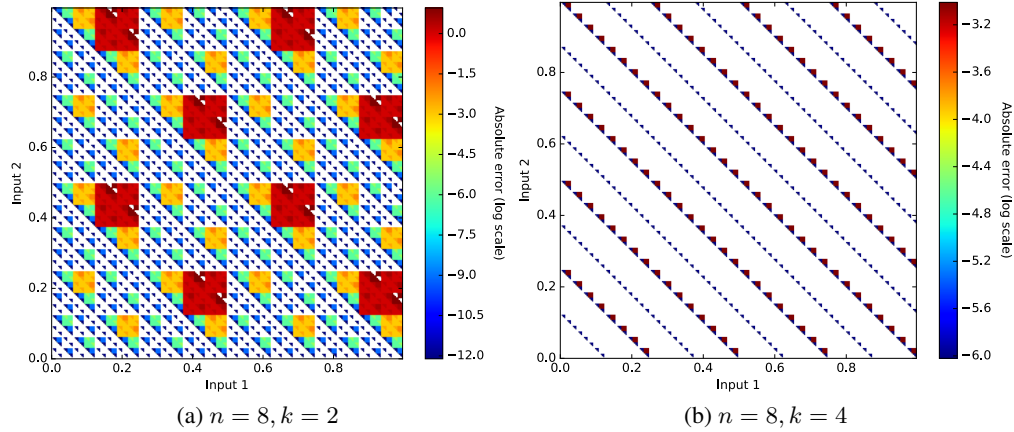 0.8
0.6
0.4
0.2
0.0
0.0 0.2 0.4 0.6 0.8
Input 2
Input 1
0.0
−1.5
−3.0
−4.5
−6.0
−7.5
−9.0
−10.5
−12.0
Absolute error (log scale)
(a) n = 8, k = 2
0.8
0.6
0.4
0.2
0.0
0.0 0.2 0.4 0.6 0.8
Input 2
Input 1
−3.2
−3.6
−4.0
−4.4
−4.8
−5.2
−5.6
−6.0
Absolute error (log scale)
(b) n = 8, k = 4